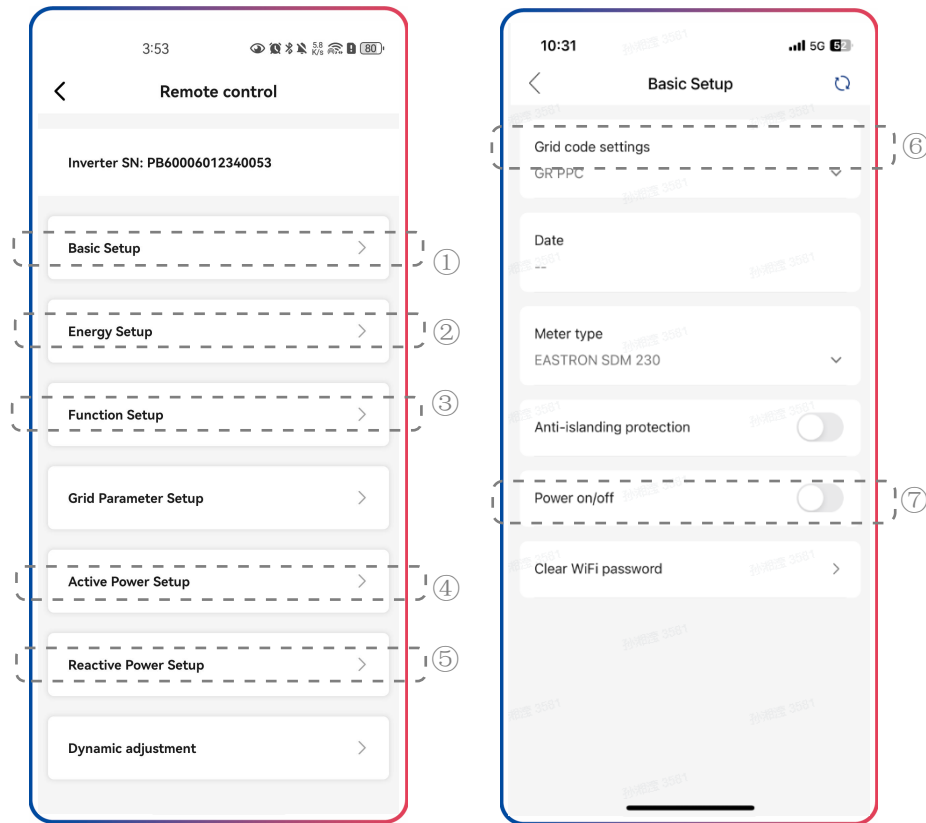 3:53
5.8
K/s
80
Remote control
Inverter SN: PB60006012340053
Basic Setup
①
Energy Setup
②
Function Setup
③
Grid Parameter Setup
Active Power Setup
④
Reactive Power Setup
⑤
Dynamic adjustment
10:31
5G
52
Basic Setup
Grid code settings
⑥
GR PPC
Date
--
Meter type
EASTRON SDM 230
Anti-islanding protection
Power on/off
⑦
Clear WiFi password